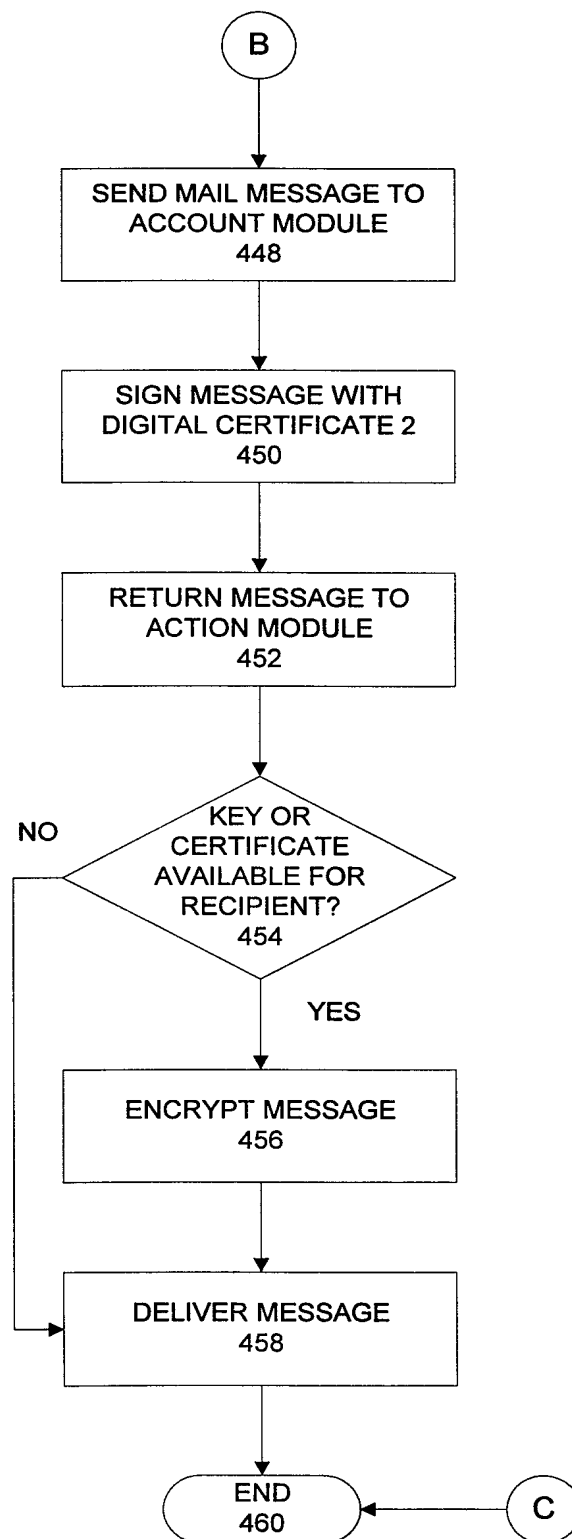 B
SEND MAIL MESSAGE TO
ACCOUNT MODULE
448
SIGN MESSAGE WITH
DIGITAL CERTIFICATE 2
450
RETURN MESSAGE TO
ACTION MODULE
452
KEY OR
CERTIFICATE
AVAILABLE FOR
RECIPIENT?
454
NO
YES
ENCRYPT MESSAGE
456
DELIVER MESSAGE
458
END
460
C